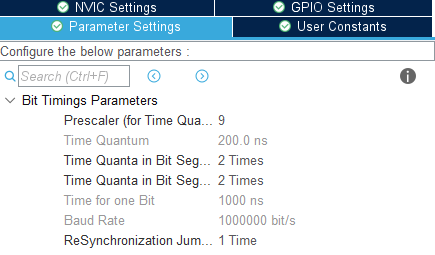 NVIC Settings
GPIO Settings
Parameter Settings
User Constants
Configure the below parameters :
Search (Ctrl+F)
Bit Timings Parameters
Prescaler (for Time Qua... 9
Time Quantum 200.0 ns
Time Quanta in Bit Seg... 2 Times
Time Quanta in Bit Seg... 2 Times
Time for one Bit 1000 ns
Baud Rate 1000000 bit/s
ReSynchronization Jum... 1 Time